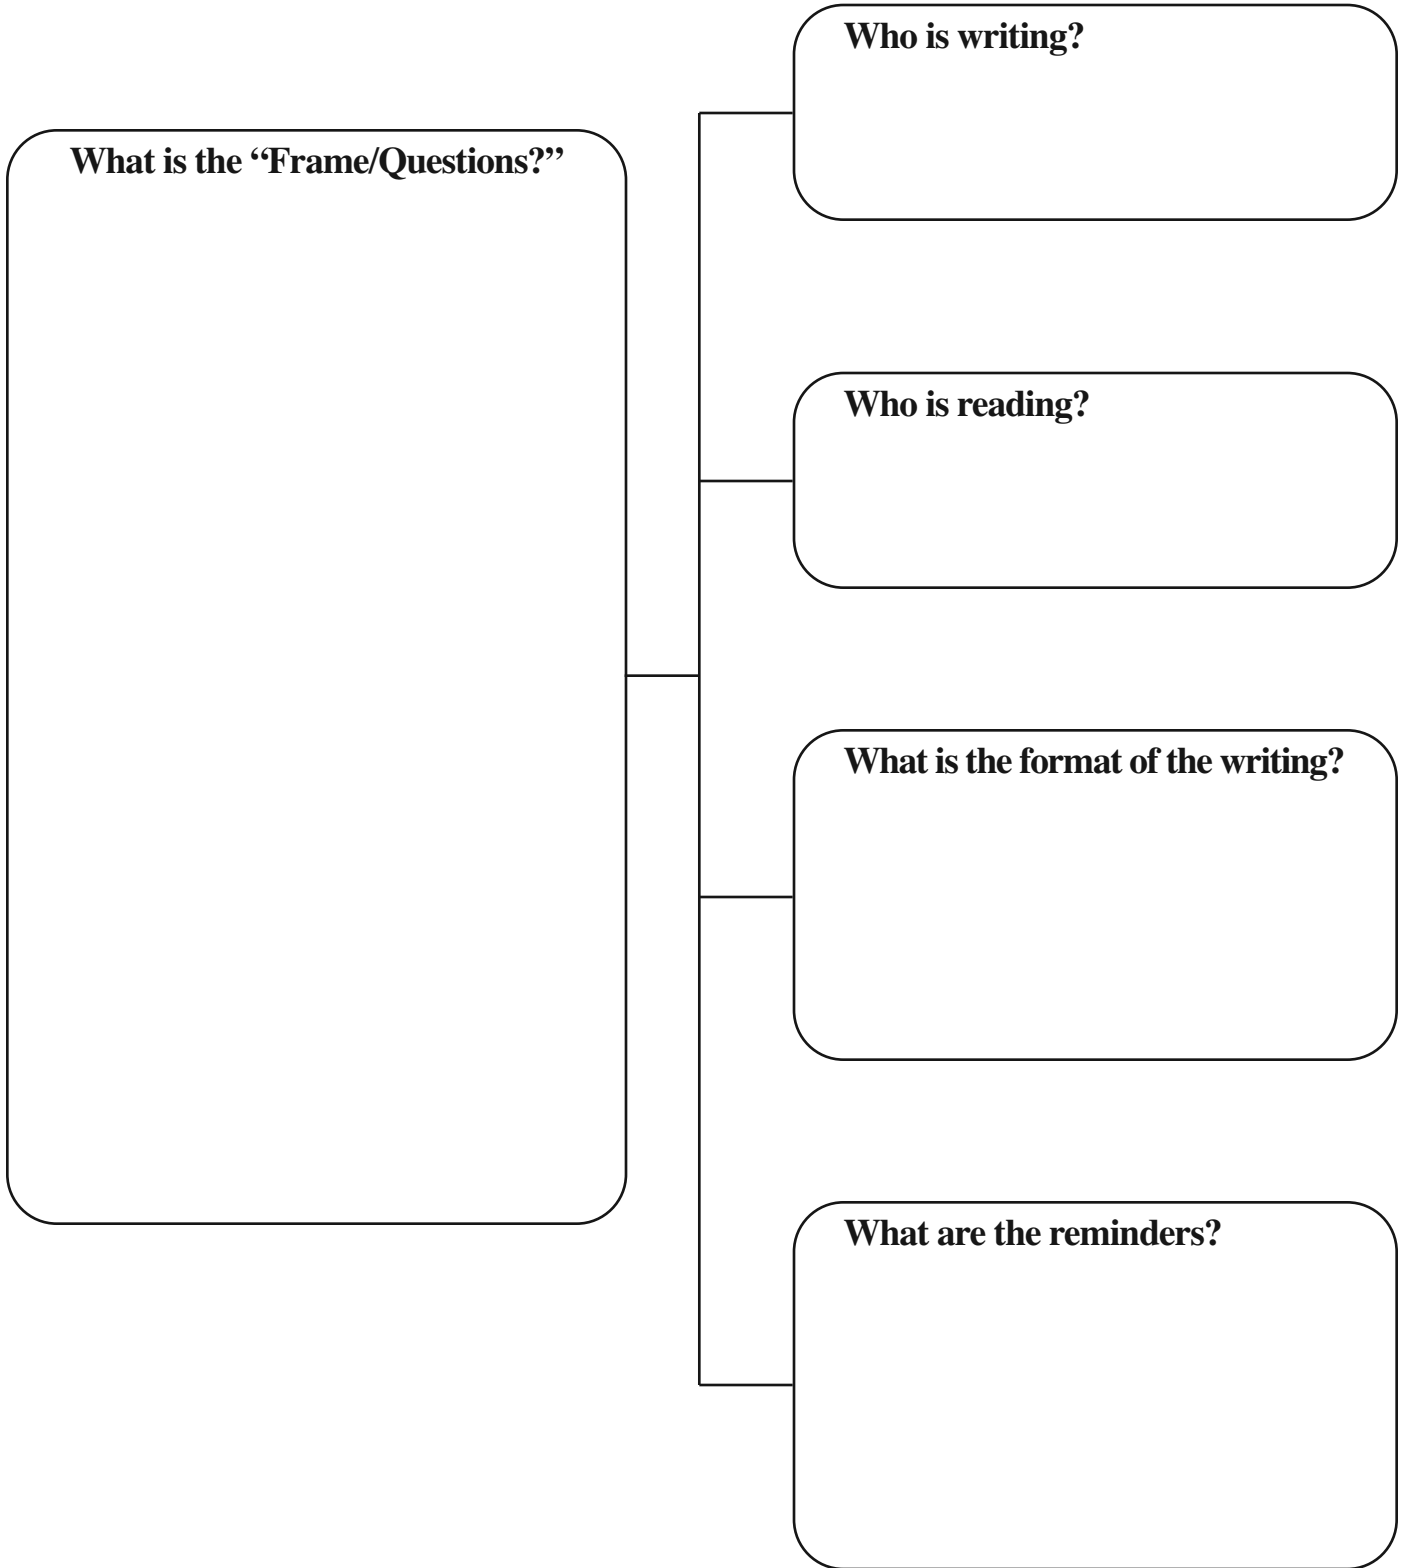 What is the “Frame/Questions?”
Who is writing?
Who is reading?
What is the format of the writing?
What are the reminders?